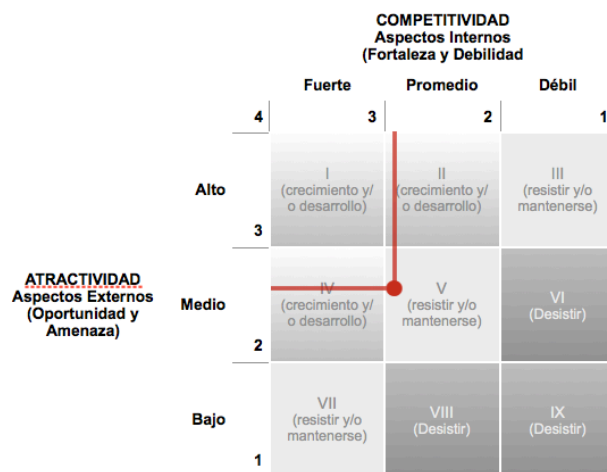 COMPETITIVIDAD
Aspectos Internos
(Fortaleza y Debilidad
Fuerte
Promedio
Débil
4
3
2
1
Alto
I
(crecimiento y/
o desarrollo)
II
(crecimiento y/
o desarrollo)
III
(resistir y/o
mantenerse)
3
ATRACTIVIDAD
Aspectos Externos
(Oportunidad y
Amenaza)
Medio
IV
(crecimiento y/
o desarrollo)
V
(resistir y/o
mantenerse)
VI
(Desistir)
2
Bajo
VII
(resistir y/o
mantenerse)
VIII
(Desistir)
IX
(Desistir)
1